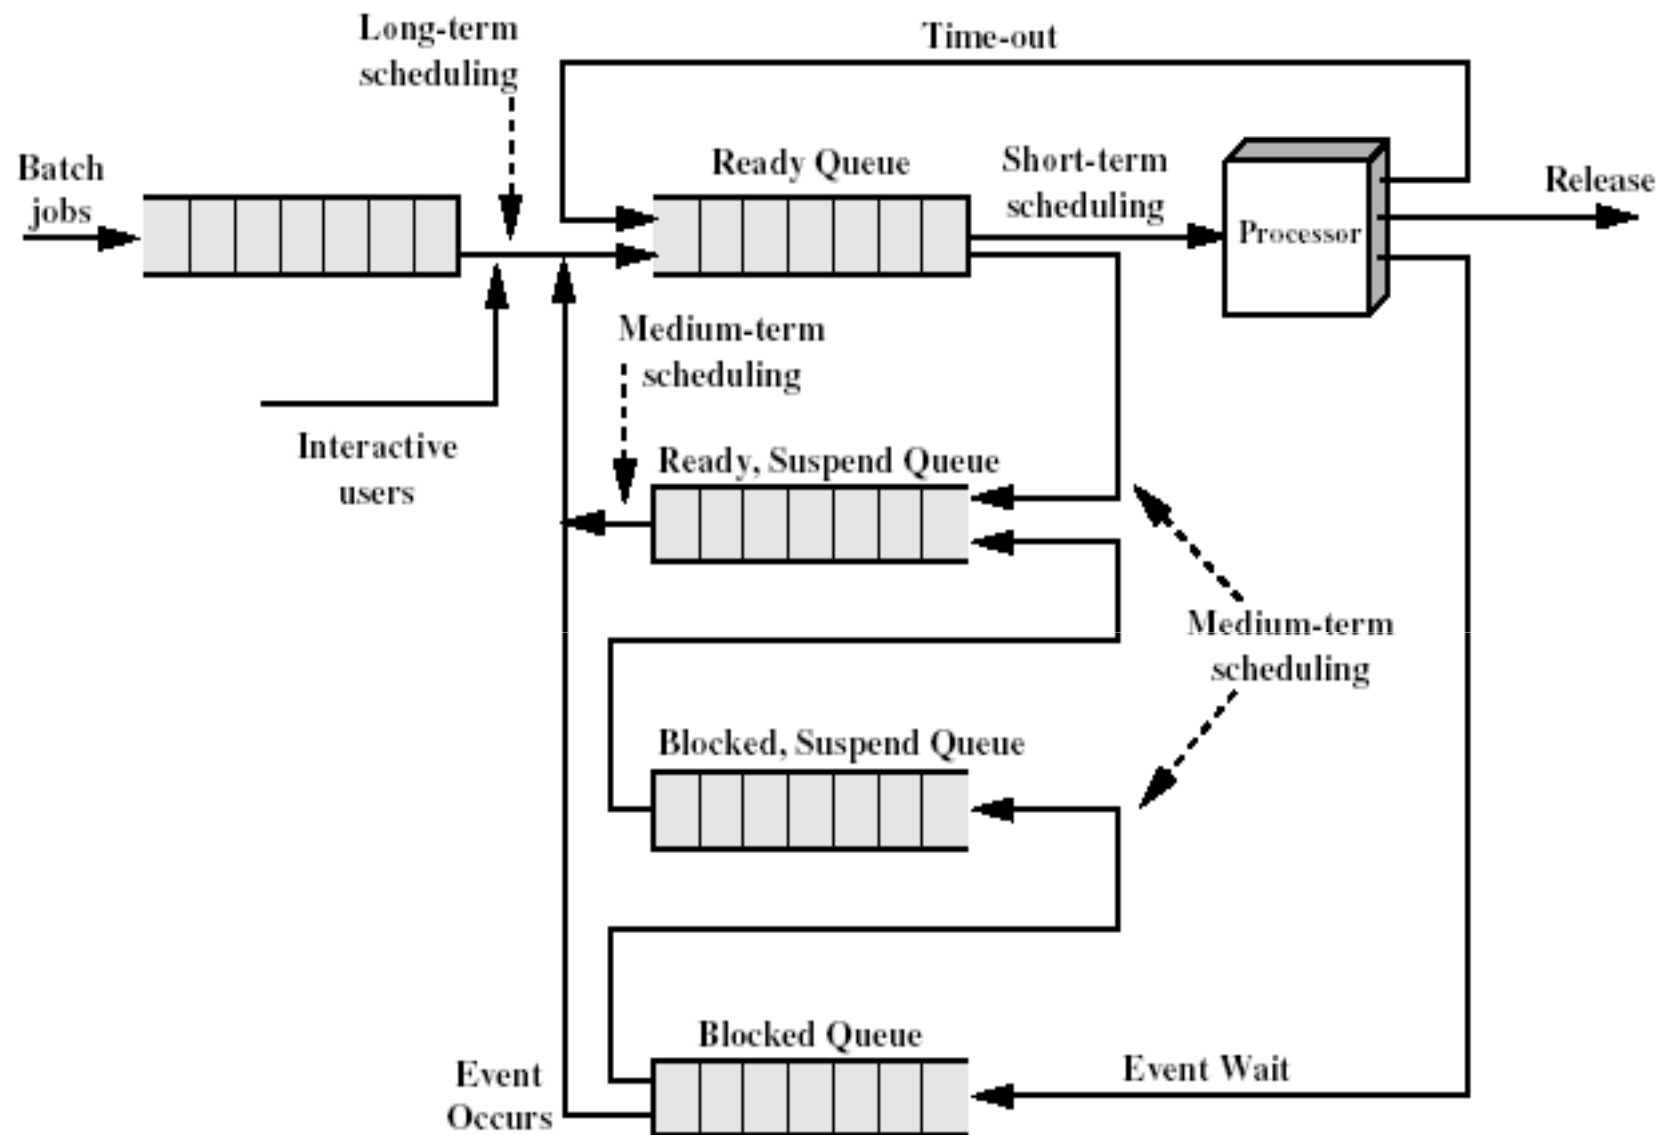 Long-term
scheduling
Time-out
Batch
jobs
Ready Queue
Short-term
scheduling
Processor
Release
Medium-term
scheduling
Interactive
users
Ready, Suspend Queue
Medium-term
scheduling
Blocked, Suspend Queue
Blocked Queue
Event
Occurs
Event Wait